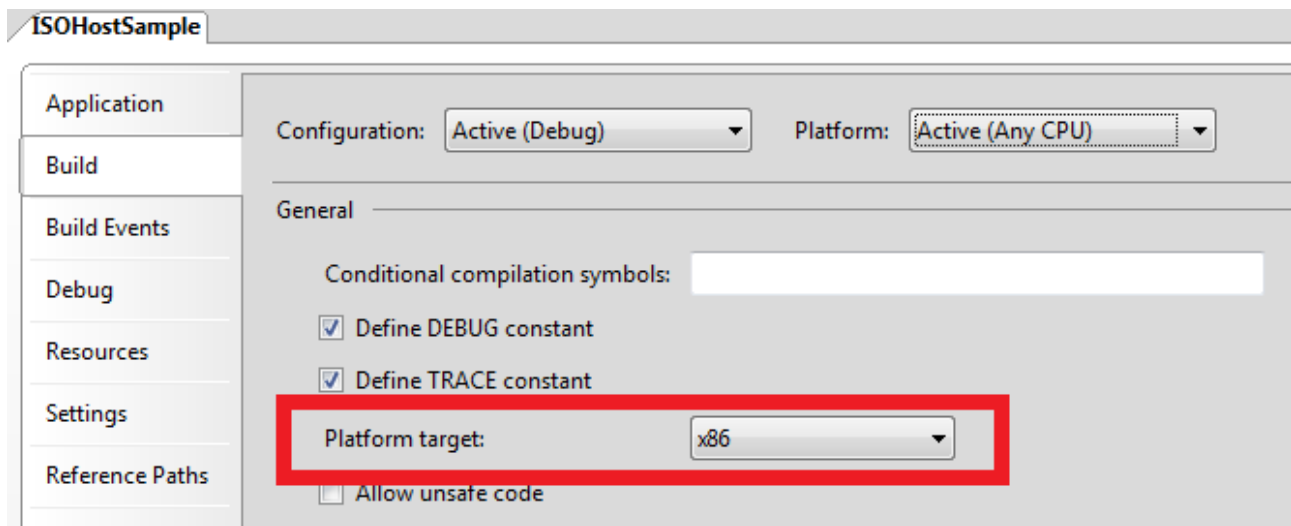 ISOHostSample
Application
Configuration: Active (Debug) Platform: Active (Any CPU)
Build
General
Build Events
Conditional compilation symbols:
Debug
Define DEBUG constant
Resources
Define TRACE constant
Settings
Platform target: x86
Reference Paths
Allow unsafe code